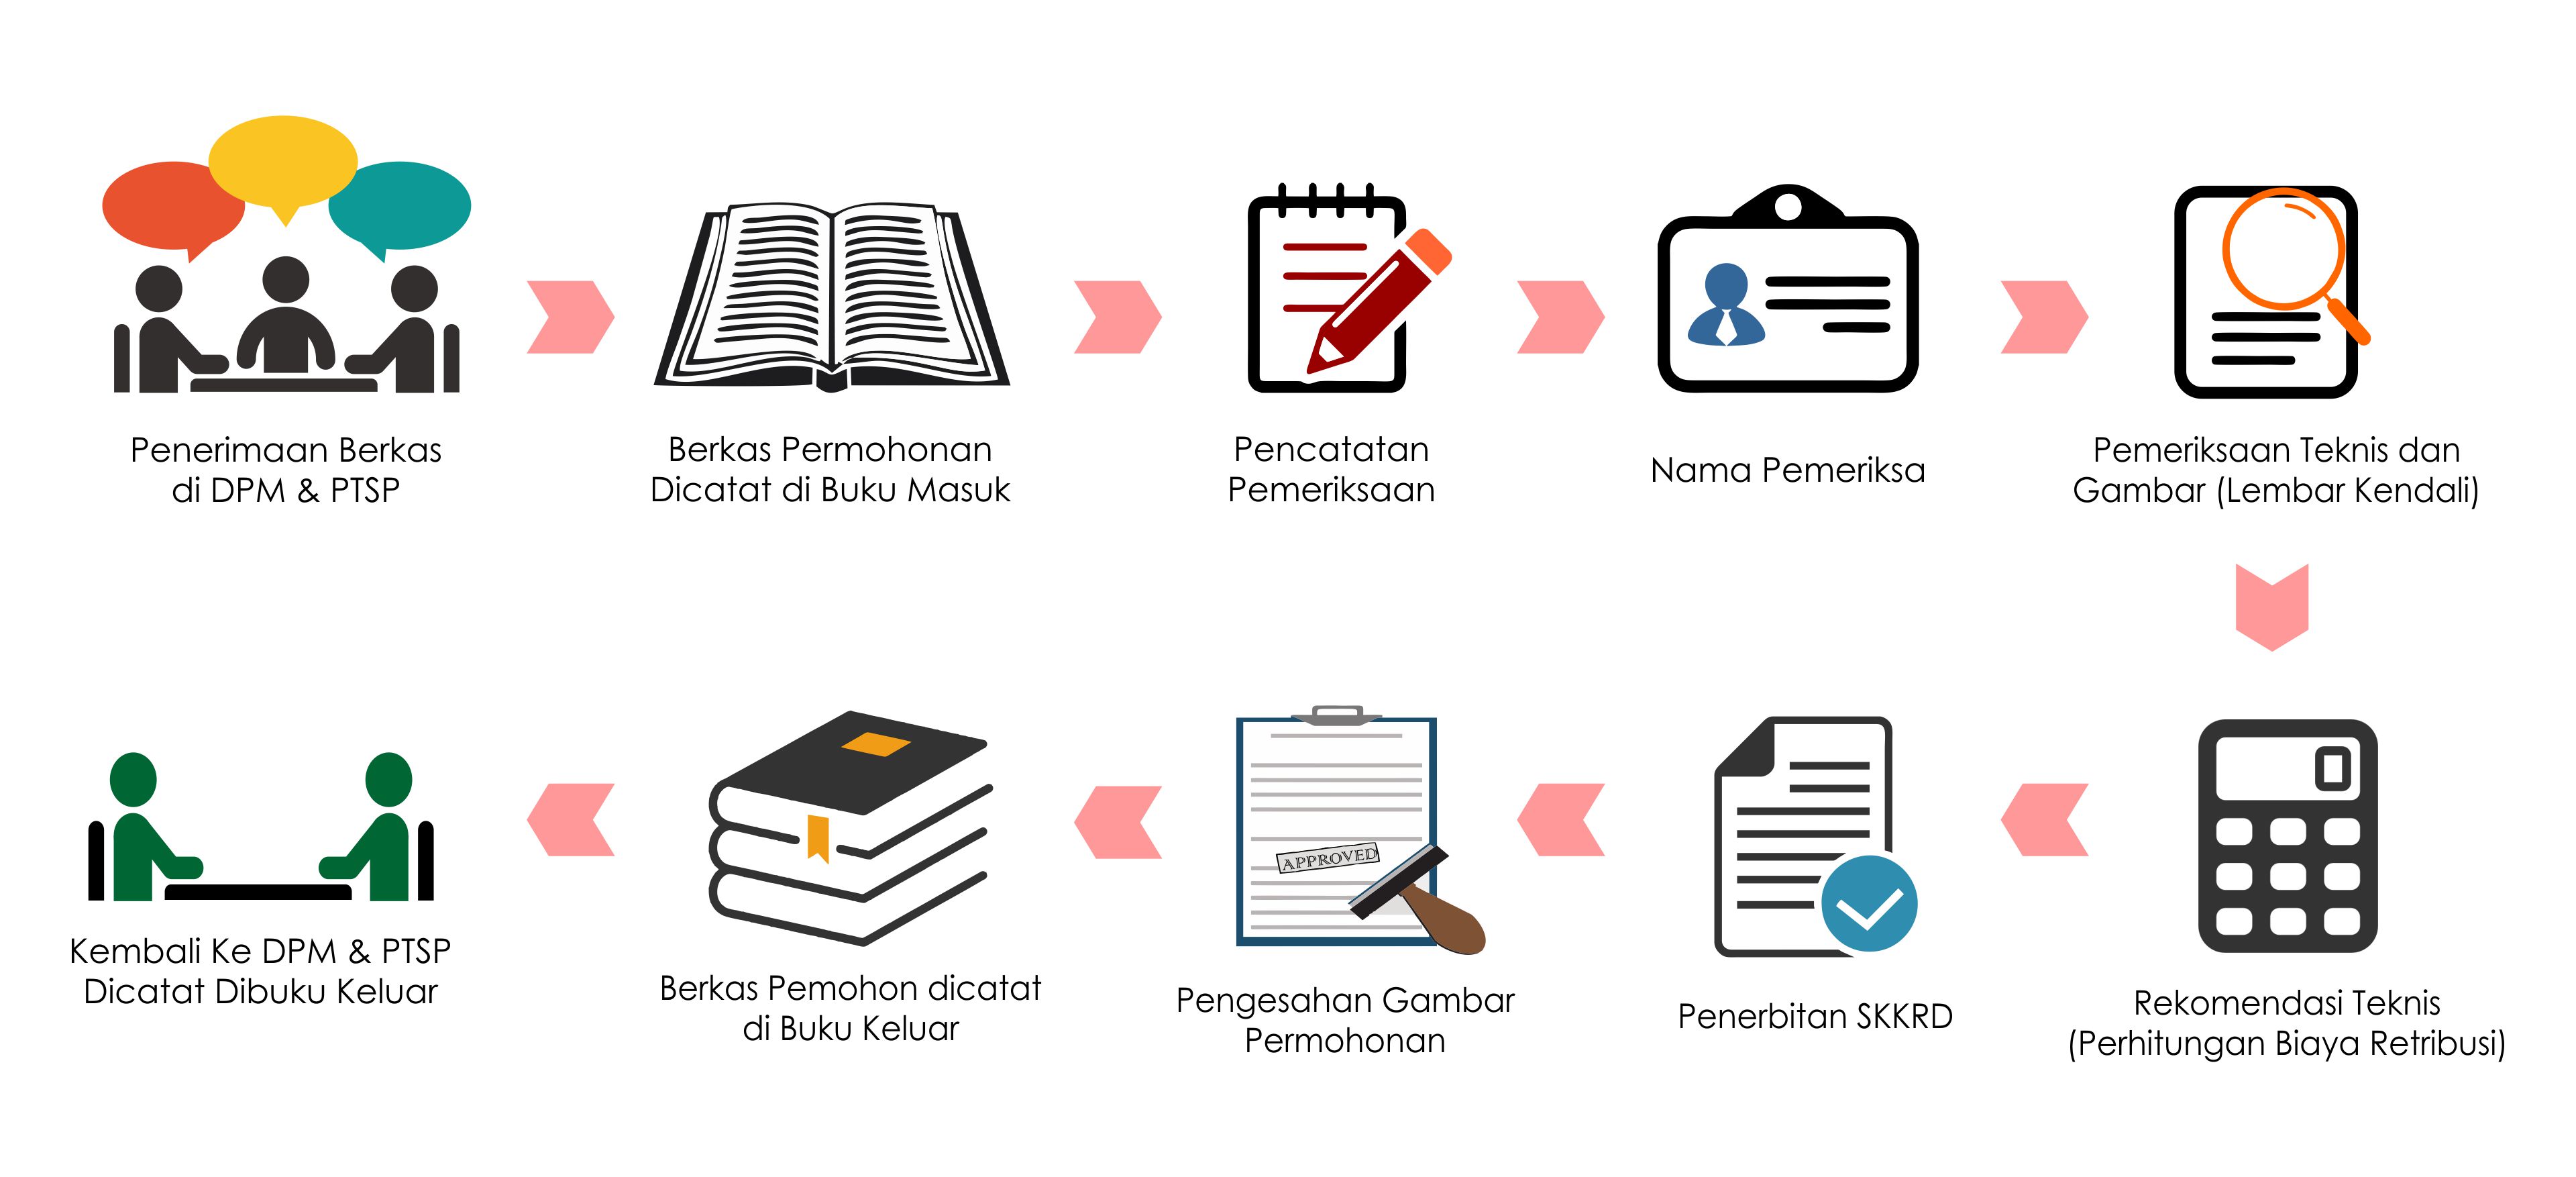 Penerimaan Berkas
di DPM & PTSP
Berkas Permohonan
Dicatat di Buku Masuk
Pencatatan
Pemeriksaan
Nama Pemeriksa
Pemeriksaan Teknis dan
Gambar (Lembar Kendali)
0
Rekomendasi Teknis
(Perhitungan Biaya Retribusi)
Penerbitan SKKRD
APPROVED
Pengesahan Gambar
Permohonan
Berkas Pemohon dicatat
di Buku Keluar
Kembali Ke DPM & PTSP
Dicatat Dibuku Keluar